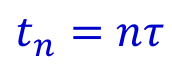 tₙ = nτ